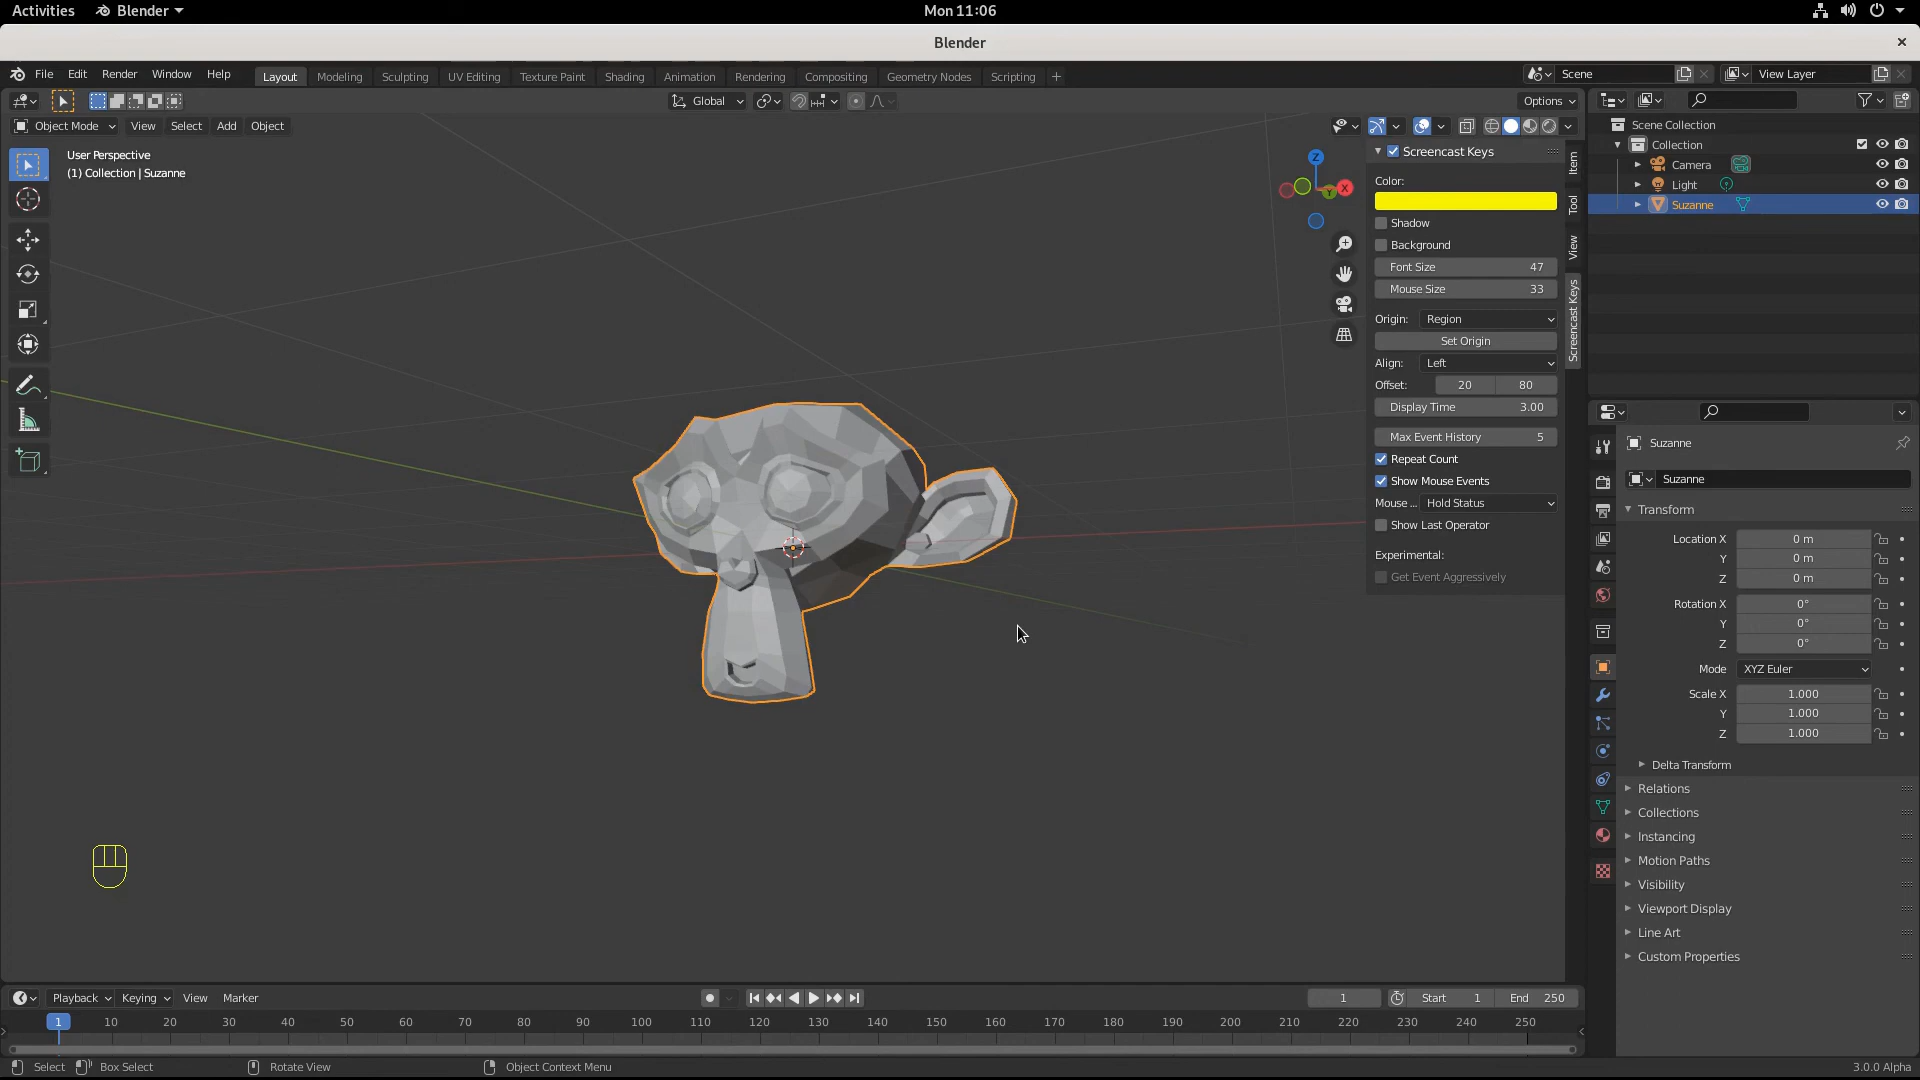 Activities Blender Mon 11:06
Blender
File Edit Render Window Help Layout Modeling Sculpting UV Editing Texture Paint Shading Animation Rendering Compositing Geometry Nodes Scripting + Scene View Layer
Global Options
Object Mode View Select Add Object
User Perspective
(1) Collection | Suzanne
Z
X
Y
Screencast Keys
Color:
Shadow
Background
Font Size 47
Mouse Size 33
Origin: Region
Set Origin
Align: Left
Offset: 20 80
Display Time 3.00
Max Event History 5
Repeat Count
Show Mouse Events
Mouse ... Hold Status
Show Last Operator
Experimental:
Get Event Aggressively
Item
Tool
View
Screencast Keys
Scene Collection
Collection
Camera
Light
Suzanne
Suzanne
Suzanne
Transform
Location X 0 m
Y 0 m
Z 0 m
Rotation X 0°
Y 0°
Z 0°
Mode XYZ Euler
Scale X 1.000
Y 1.000
Z 1.000
Delta Transform
Relations
Collections
Instancing
Motion Paths
Visibility
Viewport Display
Line Art
Custom Properties
Playback Keying View Marker 1 Start 1 End 250
1 10 20 30 40 50 60 70 80 90 100 110 120 130 140 150 160 170 180 190 200 210 220 230 240 250
Select Box Select Rotate View Object Context Menu 3.0.0 Alpha